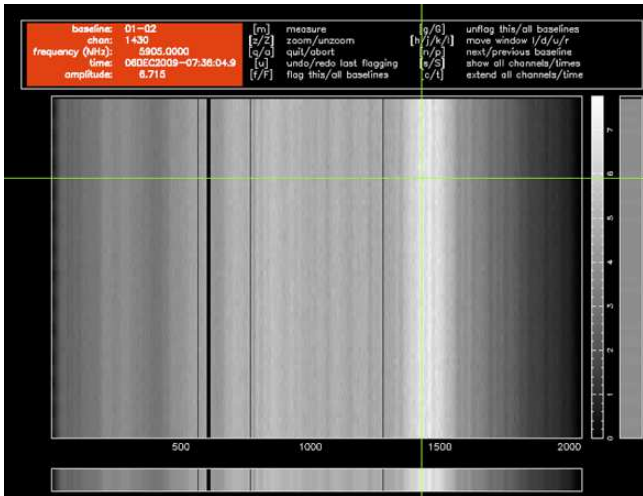 baseline: 01-02 [m] measure [g/G] unflag this/all baselines
chan: 1430 [z/Z] zoom/unzoom [h/j/k/l] move window l/d/u/r
frequency (MHz): 5905.0000 [q/a] quit/abort [n/p] next/previous baseline
time: 06DEC2009-07:36:04.9 [u] undo/redo last flagging [s/S] show all channels/time
amplitude: 6.715 [f/F] flag this/all baselines [c/t] extend all channels/time
7
6
5
4
3
2
1
0
500 1000 1500 2000